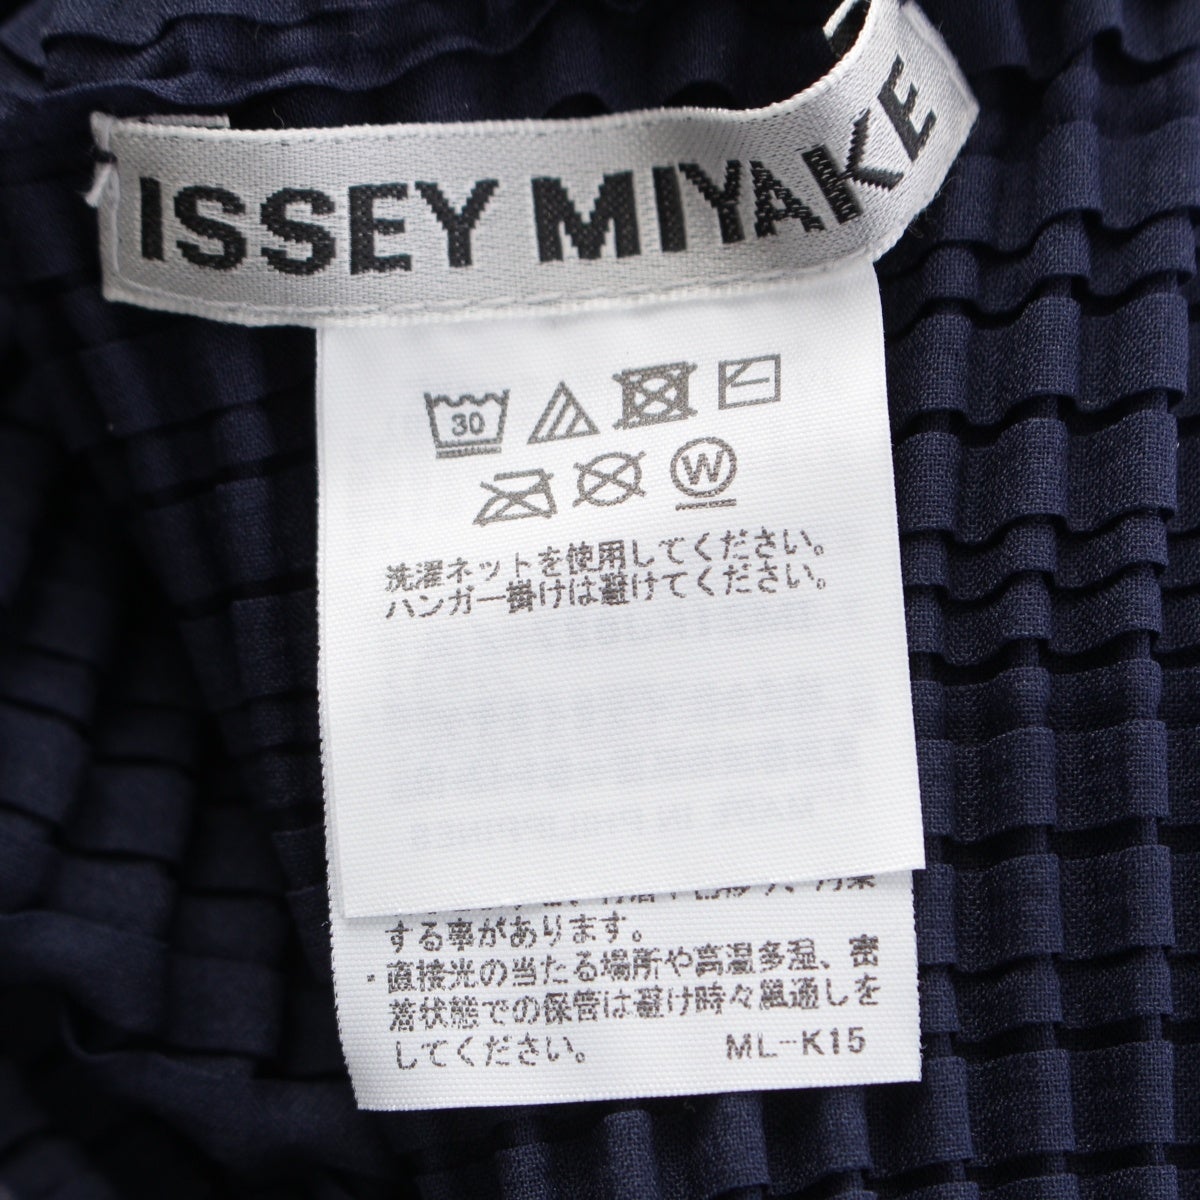 ISSEY MIYAKE
30
W
洗濯ネットを使用してください。
ハンガー掛けは避けてください。
する事があります。
・直接光の当たる場所や高温多湿、密
着状態での保管は避け時々風通しを
してください。 ML-K15